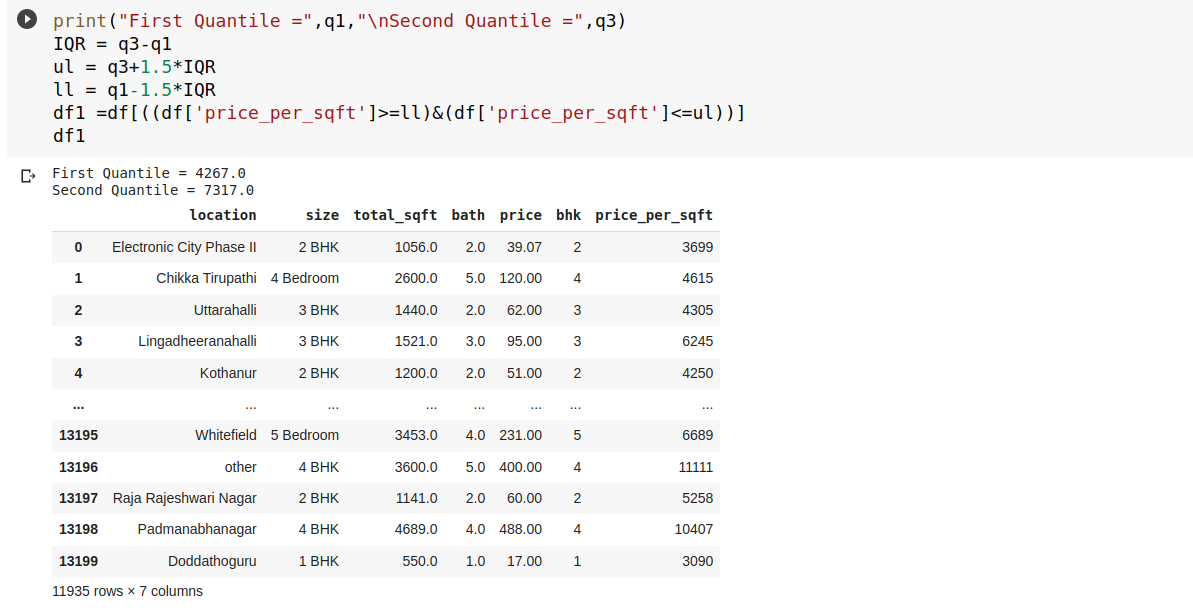 print("First Quantile =",q1,"\nSecond Quantile =",q3)
IQR = q3-q1
ul = q3+1.5*IQR
ll = q1-1.5*IQR
df1 =df[((df['price_per_sqft']>=ll)&(df['price_per_sqft']<=ul))]
df1
First Quantile = 4267.0
Second Quantile = 7317.0
location size total_sqft bath price bhk price_per_sqft
0 Electronic City Phase II 2 BHK 1056.0 2.0 39.07 2 3699
1 Chikka Tirupathi 4 Bedroom 2600.0 5.0 120.00 4 4615
2 Uttarahalli 3 BHK 1440.0 2.0 62.00 3 4305
3 Lingadheeranahalli 3 BHK 1521.0 3.0 95.00 3 6245
4 Kothanur 2 BHK 1200.0 2.0 51.00 2 4250
... ... ... ... ... ... ... ...
13195 Whitefield 5 Bedroom 3453.0 4.0 231.00 5 6689
13196 other 4 BHK 3600.0 5.0 400.00 4 11111
13197 Raja Rajeshwari Nagar 2 BHK 1141.0 2.0 60.00 2 5258
13198 Padmanabhanagar 4 BHK 4689.0 4.0 488.00 4 10407
13199 Doddathoguru 1 BHK 550.0 1.0 17.00 1 3090
11935 rows × 7 columns